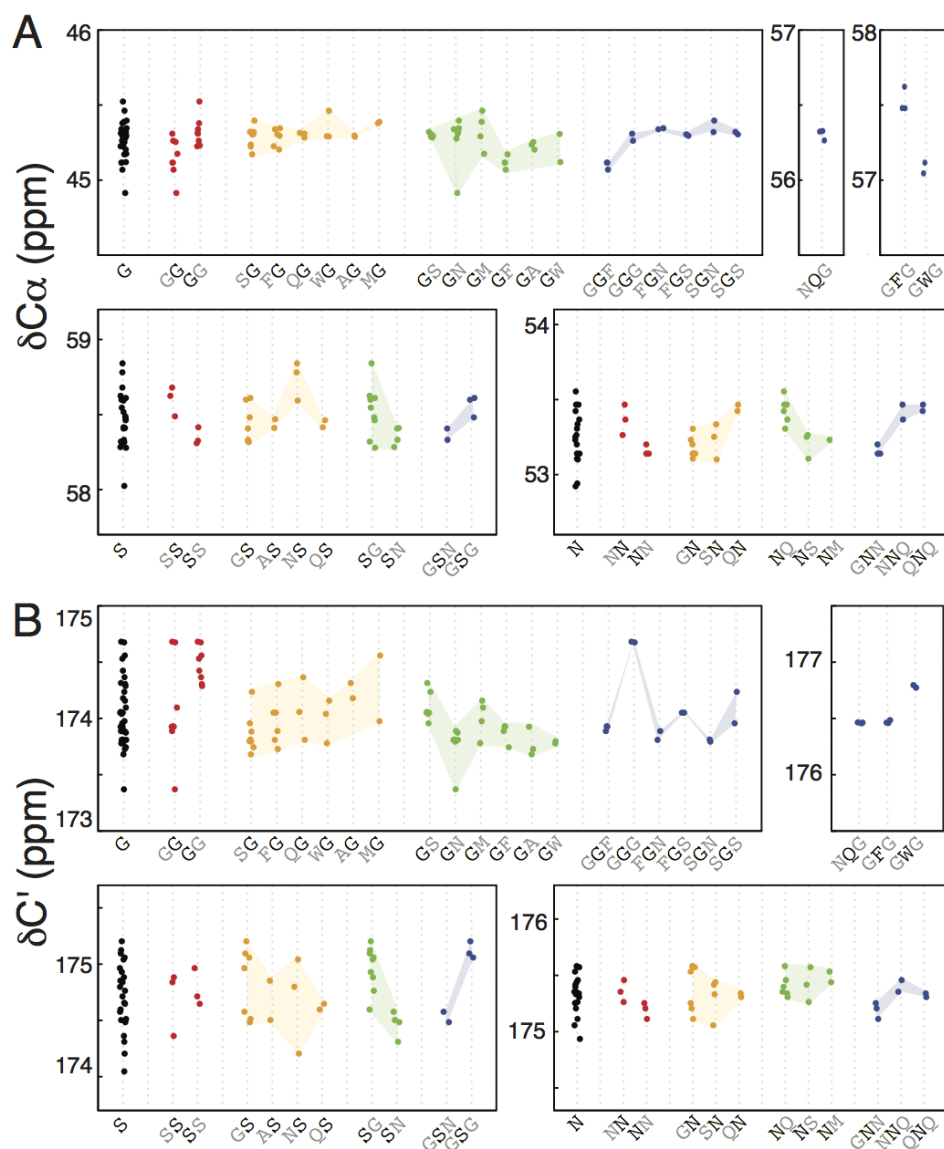 A
δCα (ppm)
46
45
G
GG
GG
SG
FG
QG
WG
AG
MG
GS
GN
GM
GF
GA
GW
GGF
GGG
FGN
FGS
SGN
SGS
57
56
NQG
58
57
GFG
GWG
59
58
S
SS
SS
GS
AS
NS
QS
SG
SN
GSN
GSG
54
53
N
NN
NN
GN
SN
QN
NQ
NS
NM
GNN
NNQ
QNQ
B
δC' (ppm)
175
174
173
G
GG
GG
SG
FG
QG
WG
AG
MG
GS
GN
GM
GF
GA
GW
GGF
GGG
FGN
FGS
SGN
SGS
177
176
NQG
GFG
GWG
175
174
S
SS
SS
GS
AS
NS
QS
SG
SN
GSN
GSG
176
175
N
NN
NN
GN
SN
QN
NQ
NS
NM
GNN
NNQ
QNQ